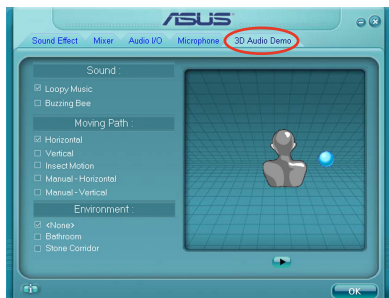 ASUS
Sound Effect Mixer Audio I/O Microphone 3D Audio Demo
Sound :
Loopy Music
Buzzing Bee
Moving Path :
Horizontal
Vertical
Insect Motion
Manual-Horizontal
Manual-Vertical
Environment :
<None>
Bathroom
Stone Corridor
OK